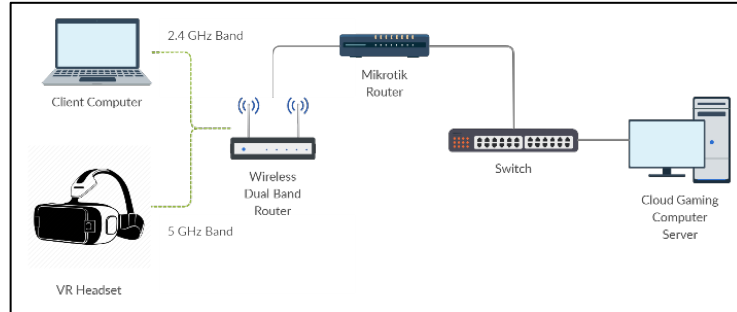 2.4 GHz Band
Client Computer
Mikrotik
Router
Wireless
Dual Band
Router
Switch
Cloud Gaming
Computer
Server
5 GHz Band
VR Headset